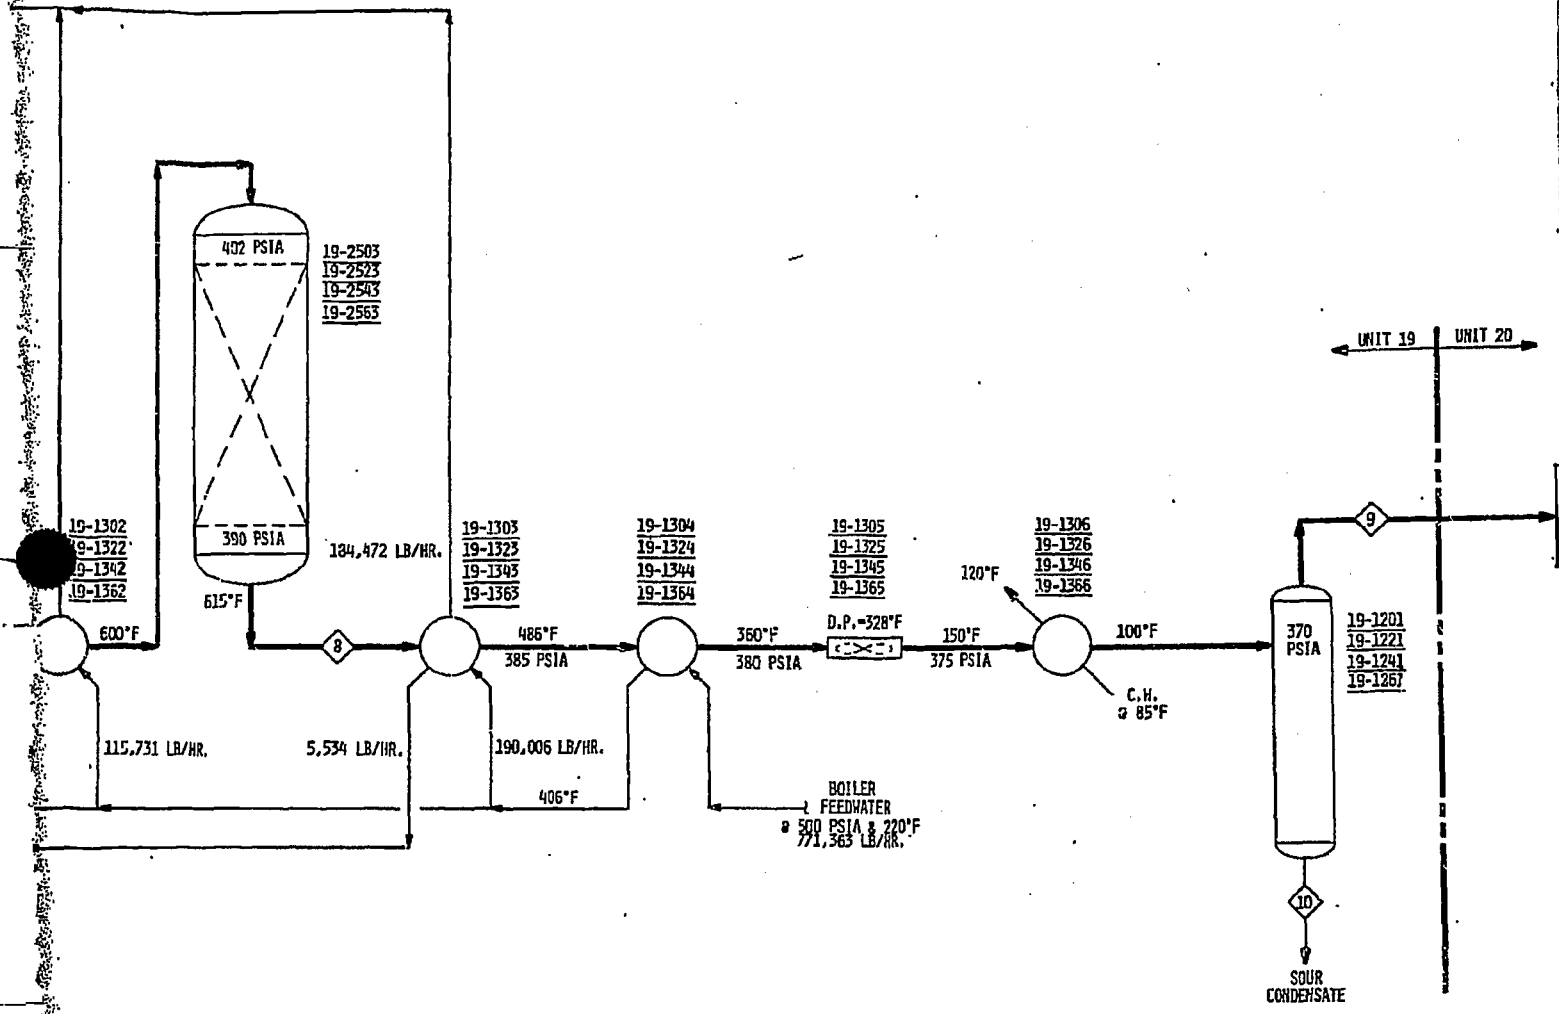 402 PSIA
19-2503
19-2523
19-2543
19-2563
UNIT 19
UNIT 20
390 PSIA
184,472 LB/HR.
615°F
19-1302
19-1322
19-1342
19-1362
600°F
8
19-1303
19-1323
19-1343
19-1363
486°F
385 PSIA
19-1304
19-1324
19-1344
19-1364
360°F
380 PSIA
19-1305
19-1325
19-1345
19-1365
D.P.=328°F
150°F
375 PSIA
19-1306
19-1326
19-1346
19-1366
120°F
100°F
C.W.
@ 85°F
9
370
PSIA
19-1201
19-1221
19-1241
19-1261
115,731 LB/HR.
5,534 LB/HR.
190,006 LB/HR.
406°F
BOILER
FEEDWATER
@ 500 PSIA & 220°F
771,363 LB/HR.
10
SOUR
CONDENSATE